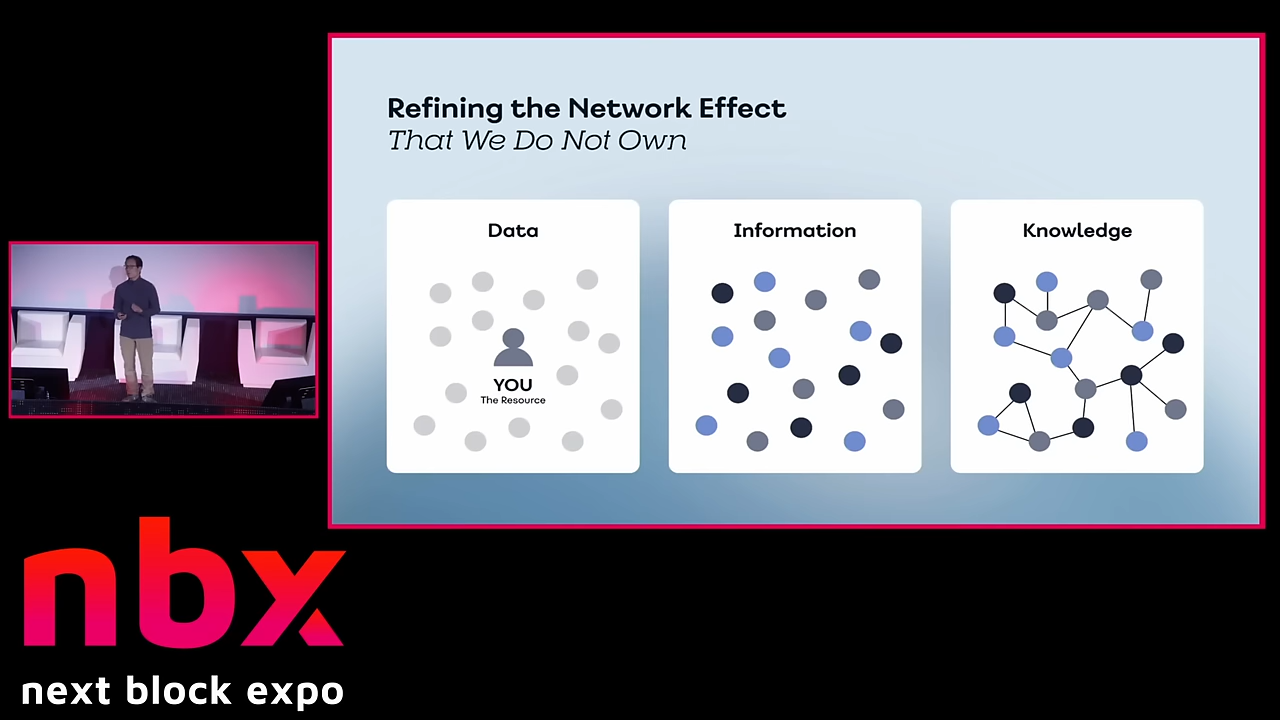 Refining the Network Effect
That We Do Not Own
Data
YOU
The Resource
Information
Knowledge
nbx
next block expo